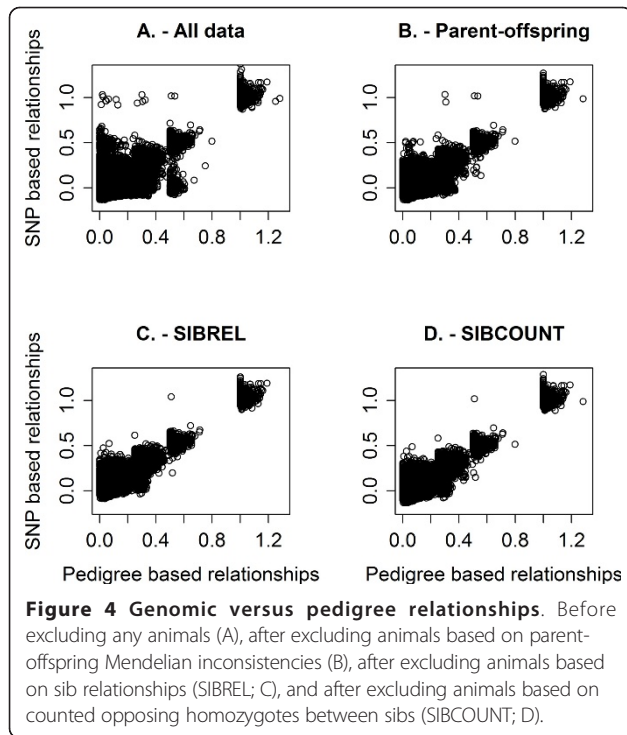 A. - All data
B. - Parent-offspring
SNP based relationships
1.0
0.5
0.0
0.0 0.4 0.8 1.2
1.0
0.5
0.0
0.0 0.4 0.8 1.2
C. - SIBREL
D. - SIBCOUNT
SNP based relationships
1.0
0.5
0.0
0.0 0.4 0.8 1.2
1.0
0.5
0.0
0.0 0.4 0.8 1.2
Pedigree based relationships
Pedigree based relationships
Figure 4 Genomic versus pedigree relationships. Before
excluding any animals (A), after excluding animals based on parent-
offspring Mendelian inconsistencies (B), after excluding animals based
on sib relationships (SIBREL; C), and after excluding animals based on
counted opposing homozygotes between sibs (SIBCOUNT; D).